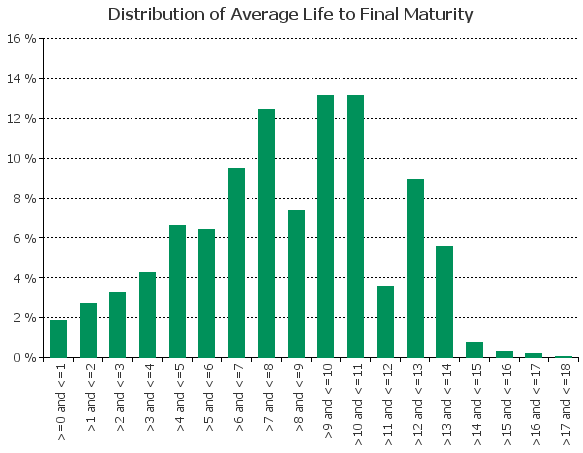 Distribution of Average Life to Final Maturity
16 %
14 %
12 %
10 %
8 %
6 %
4 %
2 %
0 %
>=0 and <=1
>1 and <=2
>2 and <=3
>3 and <=4
>4 and <=5
>5 and <=6
>6 and <=7
>7 and <=8
>8 and <=9
>9 and <=10
>10 and <=11
>11 and <=12
>12 and <=13
>13 and <=14
>14 and <=15
>15 and <=16
>16 and <=17
>17 and <=18